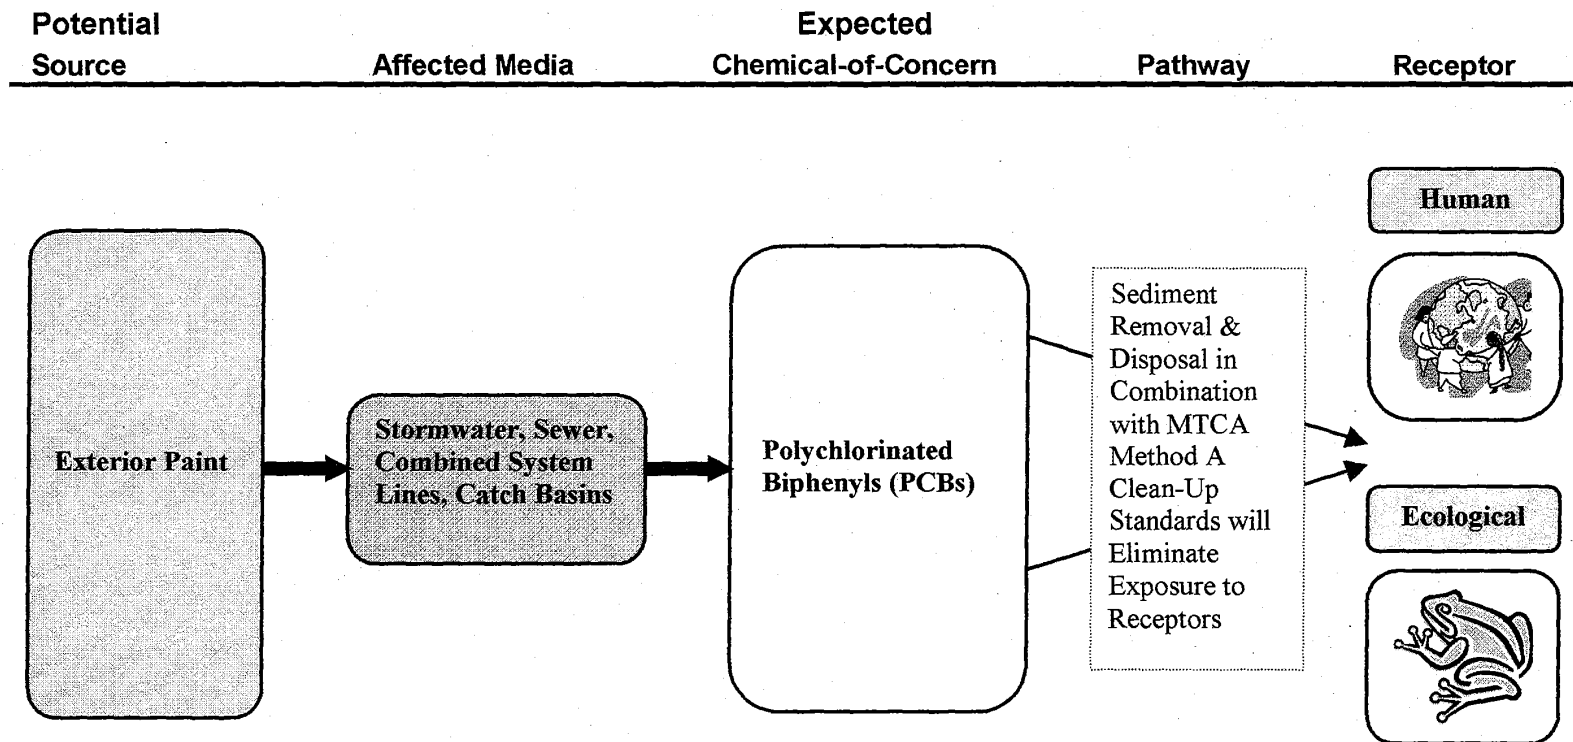 Potential
Source
Affected Media
Expected
Chemical-of-Concern
Pathway
Receptor
Exterior Paint
Stormwater, Sewer,
Combined System
Lines, Catch Basins
Polychlorinated
Biphenyls (PCBs)
Sediment
Removal &
Disposal in
Combination
with MTCA
Method A
Clean-Up
Standards will
Eliminate
Exposure to
Receptors
Human
Ecological